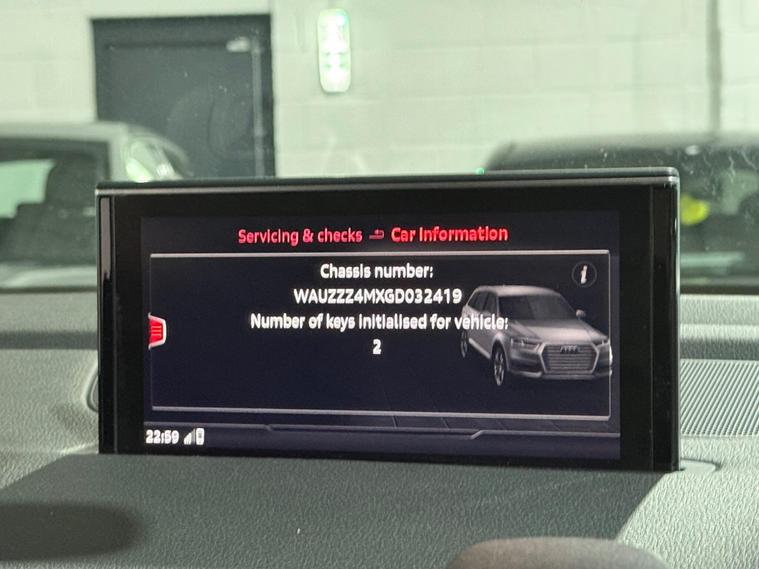 Servicing & checks Car information
Chassis number:
WAUZZZ4MXGD032419
Number of keys initialised for vehicle:
2
22:59